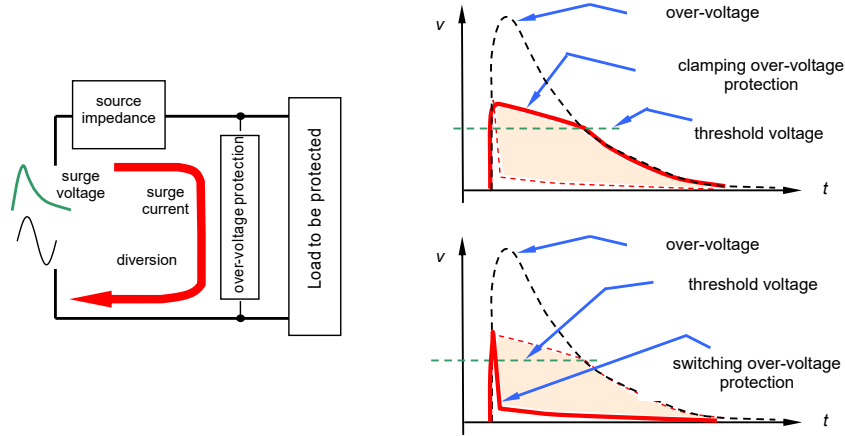 source
impedance
surge
voltage
surge
current
diversion
over-voltage protection
Load to be protected
v
over-voltage
clamping over-voltage
protection
threshold voltage
t
v
over-voltage
threshold voltage
switching over-voltage
protection
t